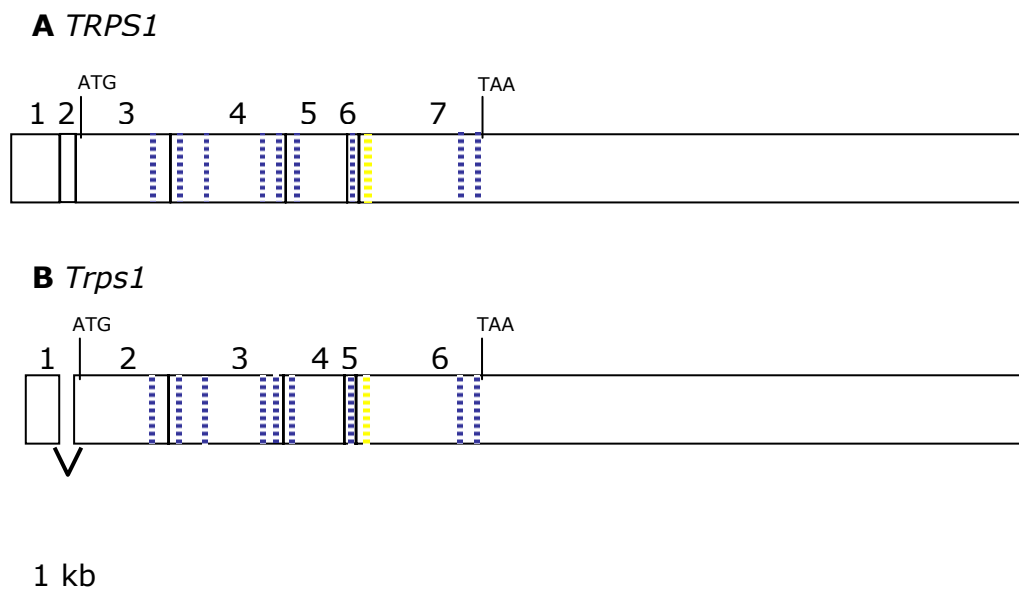 A TRPS1
ATG TAA
1 2 3 4 5 6 7
B Trps1
ATG TAA
1 2 3 4 5 6
1 kb